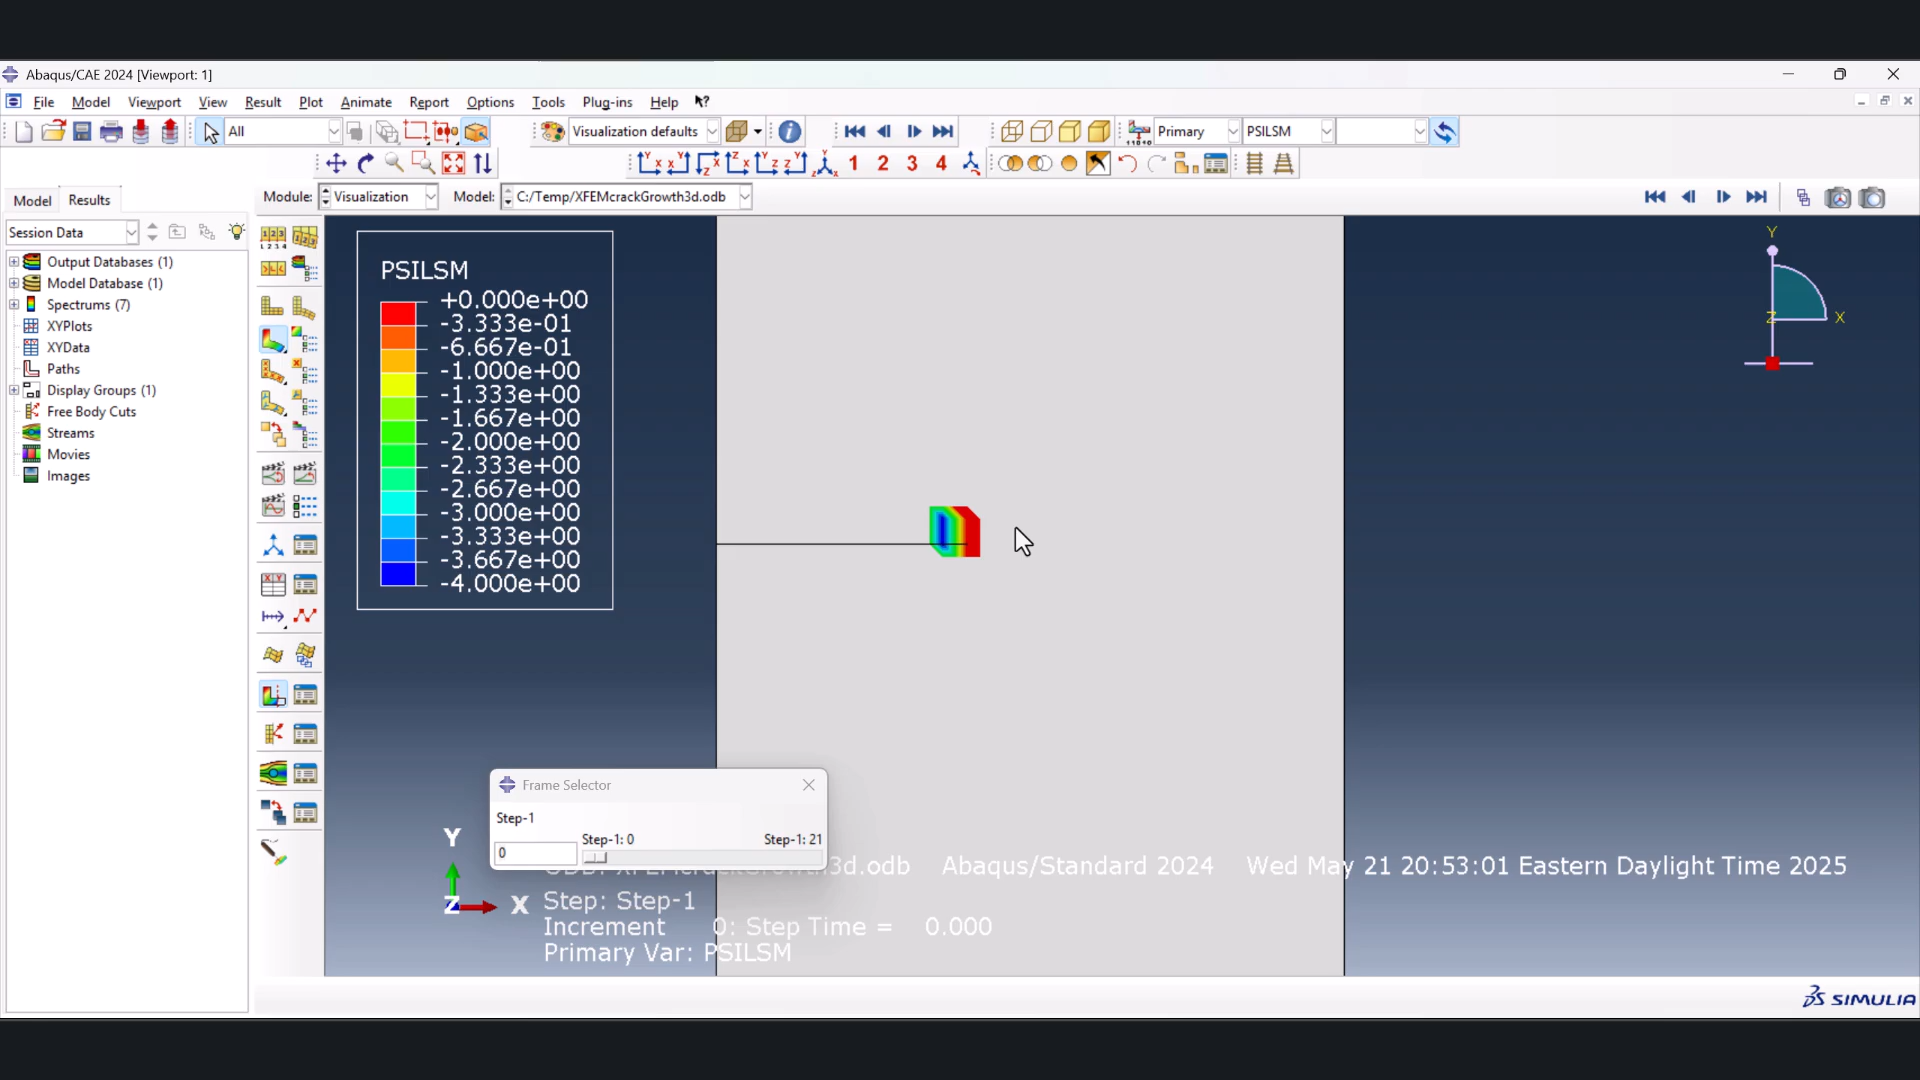 Abaqus/CAE 2024 [Viewport: 1]
File Model Viewport View Result Plot Animate Report Options Tools Plug-ins Help
All Visualization defaults Primary PSILSM
1 2 3 4
Module: Visualization Model: C:/Temp/XFEMcrackGrowth3d.odb
Model Results
Session Data
Output Databases (1)
Model Database (1)
Spectrums (7)
XYPlots
XYData
Paths
Display Groups (1)
Free Body Cuts
Streams
Movies
Images
PSILSM
+0.000e+00
-3.333e-01
-6.667e-01
-1.000e+00
-1.333e+00
-1.667e+00
-2.000e+00
-2.333e+00
-2.667e+00
-3.000e+00
-3.333e+00
-3.667e+00
-4.000e+00
Y
Z X
Frame Selector
Step-1
Step-1: 0 Step-1: 21
0
Y
Z X
3d.odb Abaqus/Standard 2024 Wed May 21 20:53:01 Eastern Daylight Time 2025
Step: Step-1
Increment 0: Step Time = 0.000
Primary Var: PSILSM
SIMULIA